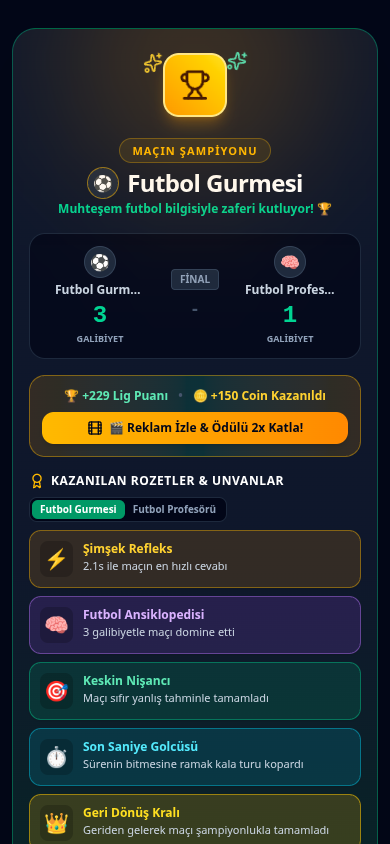 MAÇIN ŞAMPİYONU
⚽ Futbol Gurmesi
Muhteşem futbol bilgisiyle zaferi kutluyor! 🏆
Futbol Gurm...
3
GALİBİYET
FİNAL
-
Futbol Profes...
1
GALİBİYET
🏆 +229 Lig Puanı • 🪙 +150 Coin Kazanıldı
🎬 Reklam İzle & Ödülü 2x Katla!
KAZANILAN ROZETLER & UNVANLAR
Futbol Gurmesi Futbol Profesörü
Şimşek Refleks
2.1s ile maçın en hızlı cevabı
Futbol Ansiklopedisi
3 galibiyetle maçı domine etti
Keskin Nişancı
Maçı sıfır yanlış tahminle tamamladı
Son Saniye Golcüsü
Sürenin bitmesine ramak kala turu kopardı
Geri Dönüş Kralı
Geriden gelerek maçı şampiyonlukla tamamladı